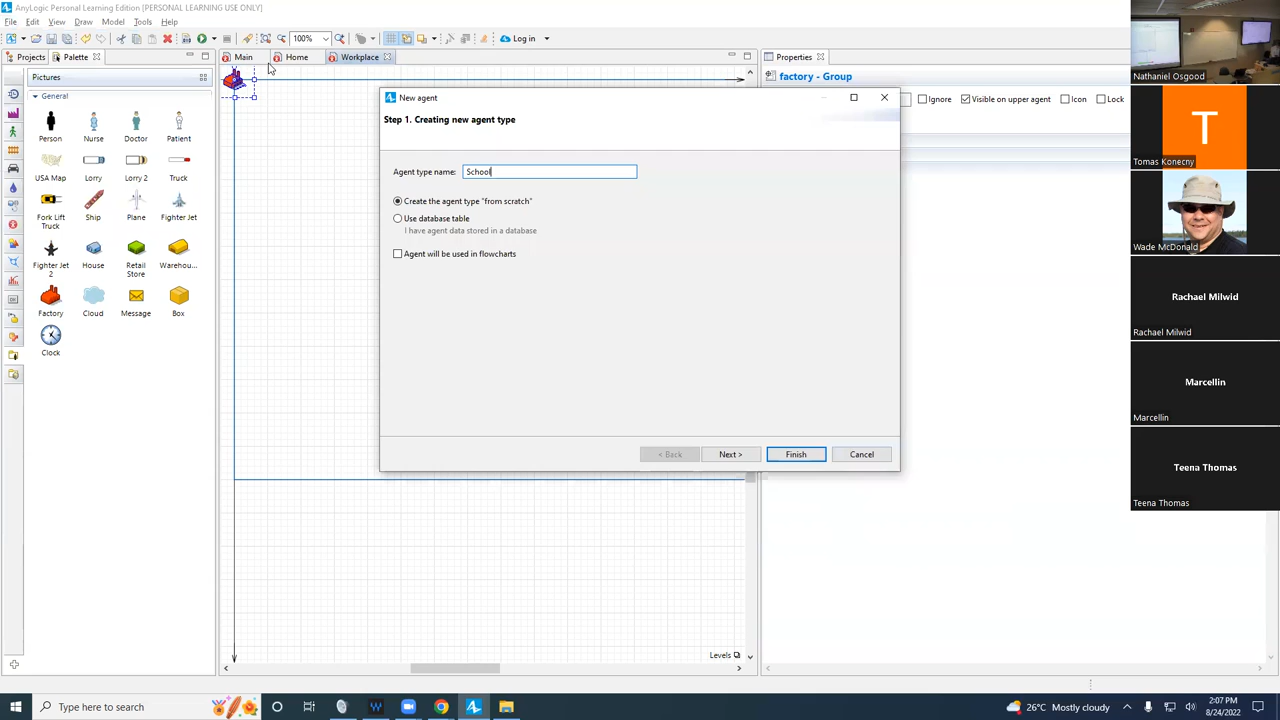 AnyLogic Personal Learning Edition [PERSONAL LEARNING USE ONLY]
File Edit View Draw Model Tools Help
100% Log in
Projects Palette Main Home Workplace Properties
Pictures
factory - Group
General
Ignore Visible on upper agent Icon Lock
Person Nurse Doctor Patient
USA Map Lorry Lorry 2 Truck
Fork Lift Truck Ship Plane Fighter Jet
Fighter Jet 2 House Retail Store Warehou...
Factory Cloud Message Box
Clock
New agent
Step 1. Creating new agent type
Agent type name: School
Create the agent type "from scratch"
Use database table
I have agent data stored in a database
Agent will be used in flowcharts
< Back Next > Finish Cancel
Levels
Nathaniel Osgood
T
Tomas Konecny
Wade McDonald
Rachael Milwid
Rachael Milwid
Marcellin
Marcellin
Teena Thomas
Teena Thomas
Type here to search
26°C Mostly cloudy
2:07 PM
8/24/2022